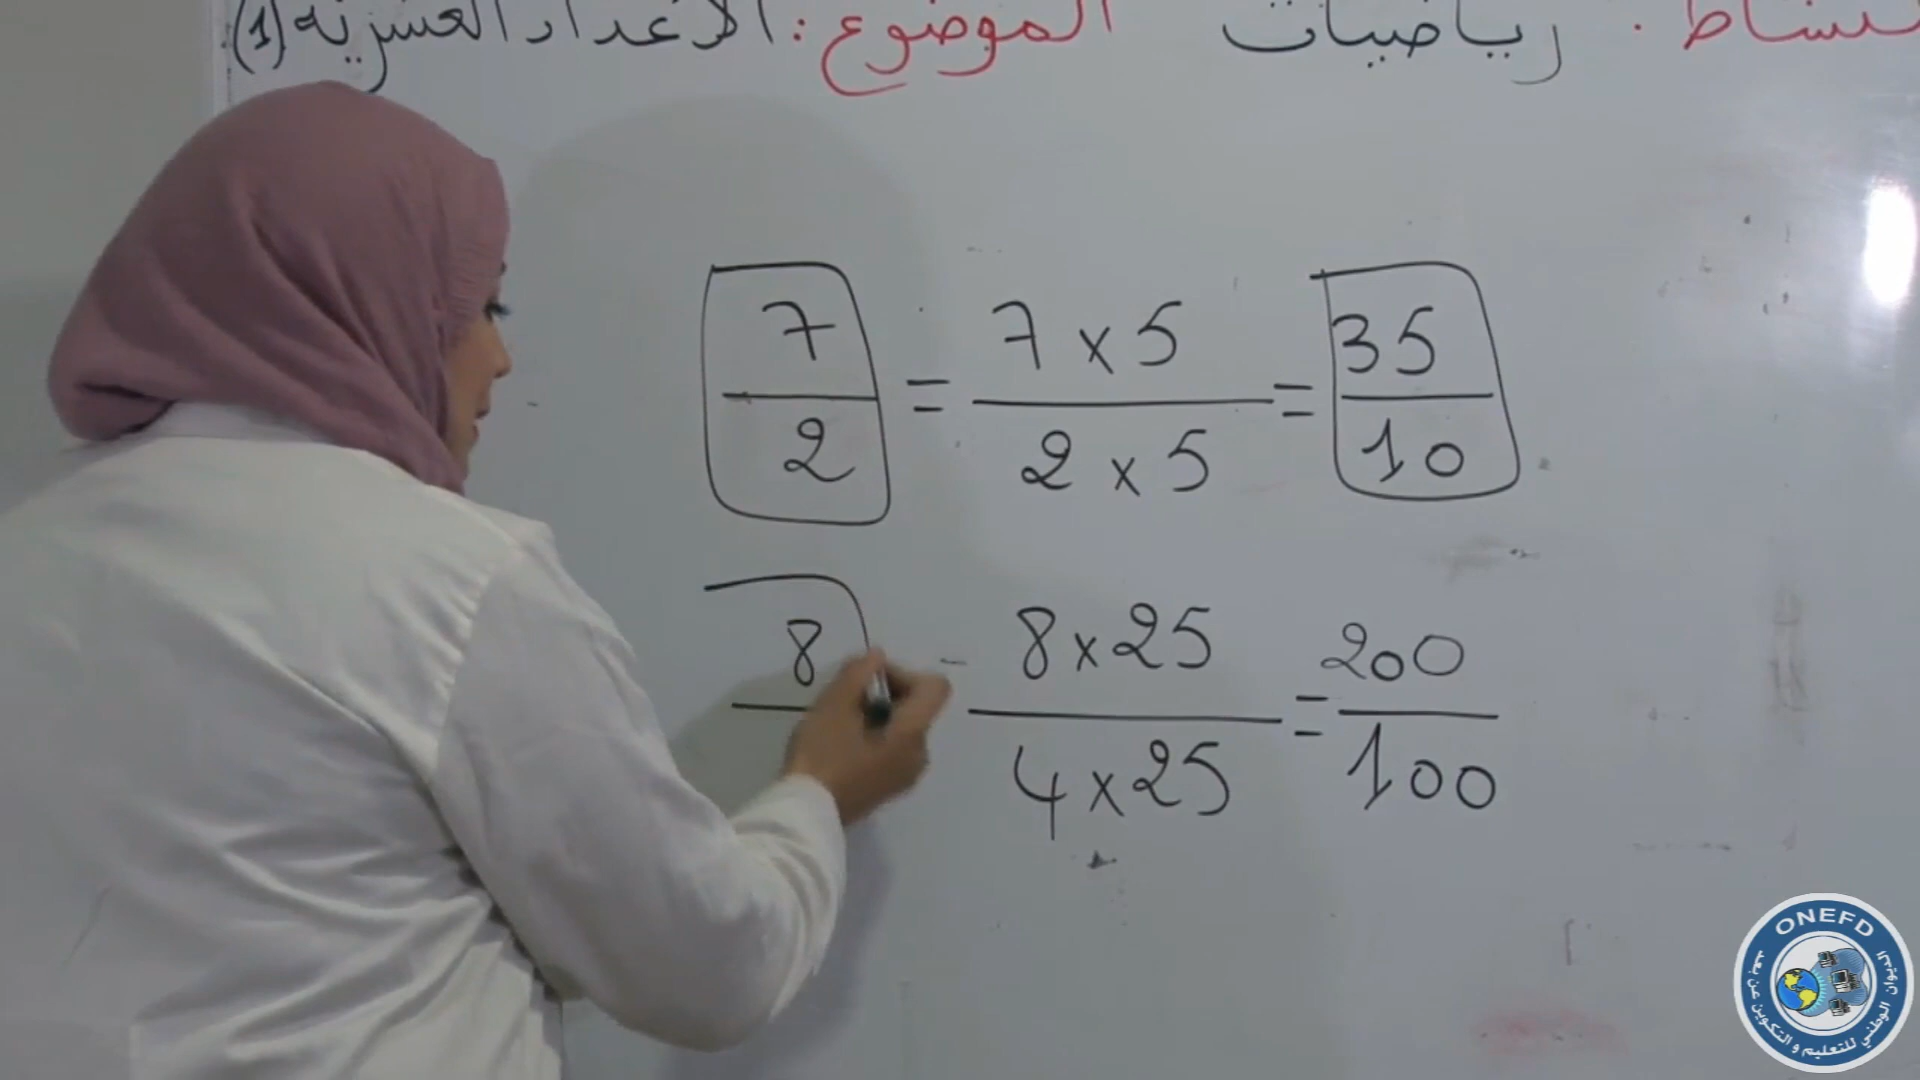 النشاط: رياضيات الموضوع: الأعداد العشرية (1)
7/2 = 7 x 5 / 2 x 5 = 35/10
8 = 8 x 25 / 4 x 25 = 200/100
ONEFD
الديوان الوطني للتعليم و التكوين عن بعد